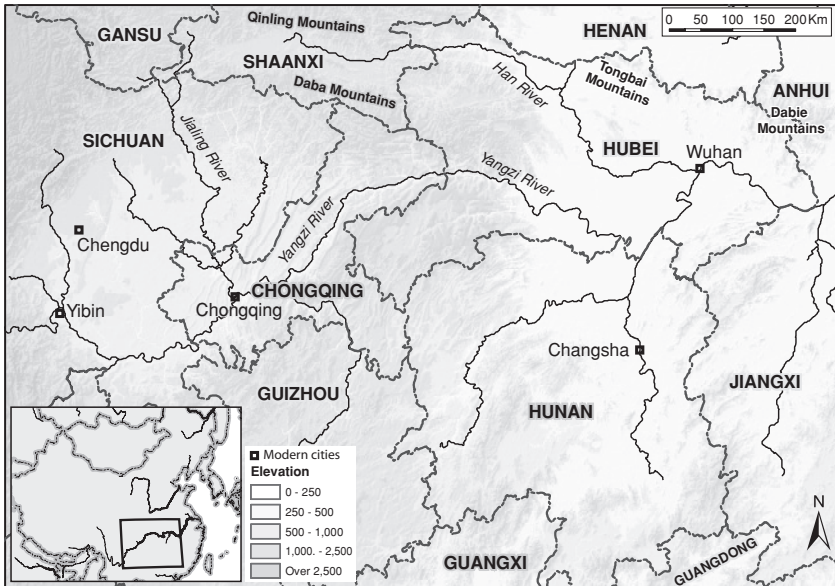 GANSU
Qinling Mountains
HENAN
0 50 100 150 200 Km
SHAANXI
Tongbai
Mountains
ANHUI
Daba Mountains
Han River
Dabie
Mountains
SICHUAN
Jialing River
HUBEI
Wuhan
Yangzi River
Yangzi River
Chengdu
CHONGQING
Chongqing
Yibin
Changsha
GUIZHOU
JIANGXI
HUNAN
Modern cities
Elevation
0 - 250
250 - 500
500 - 1,000
1,000. - 2,500
Over 2,500
N
GUANGXI
GUANGDONG